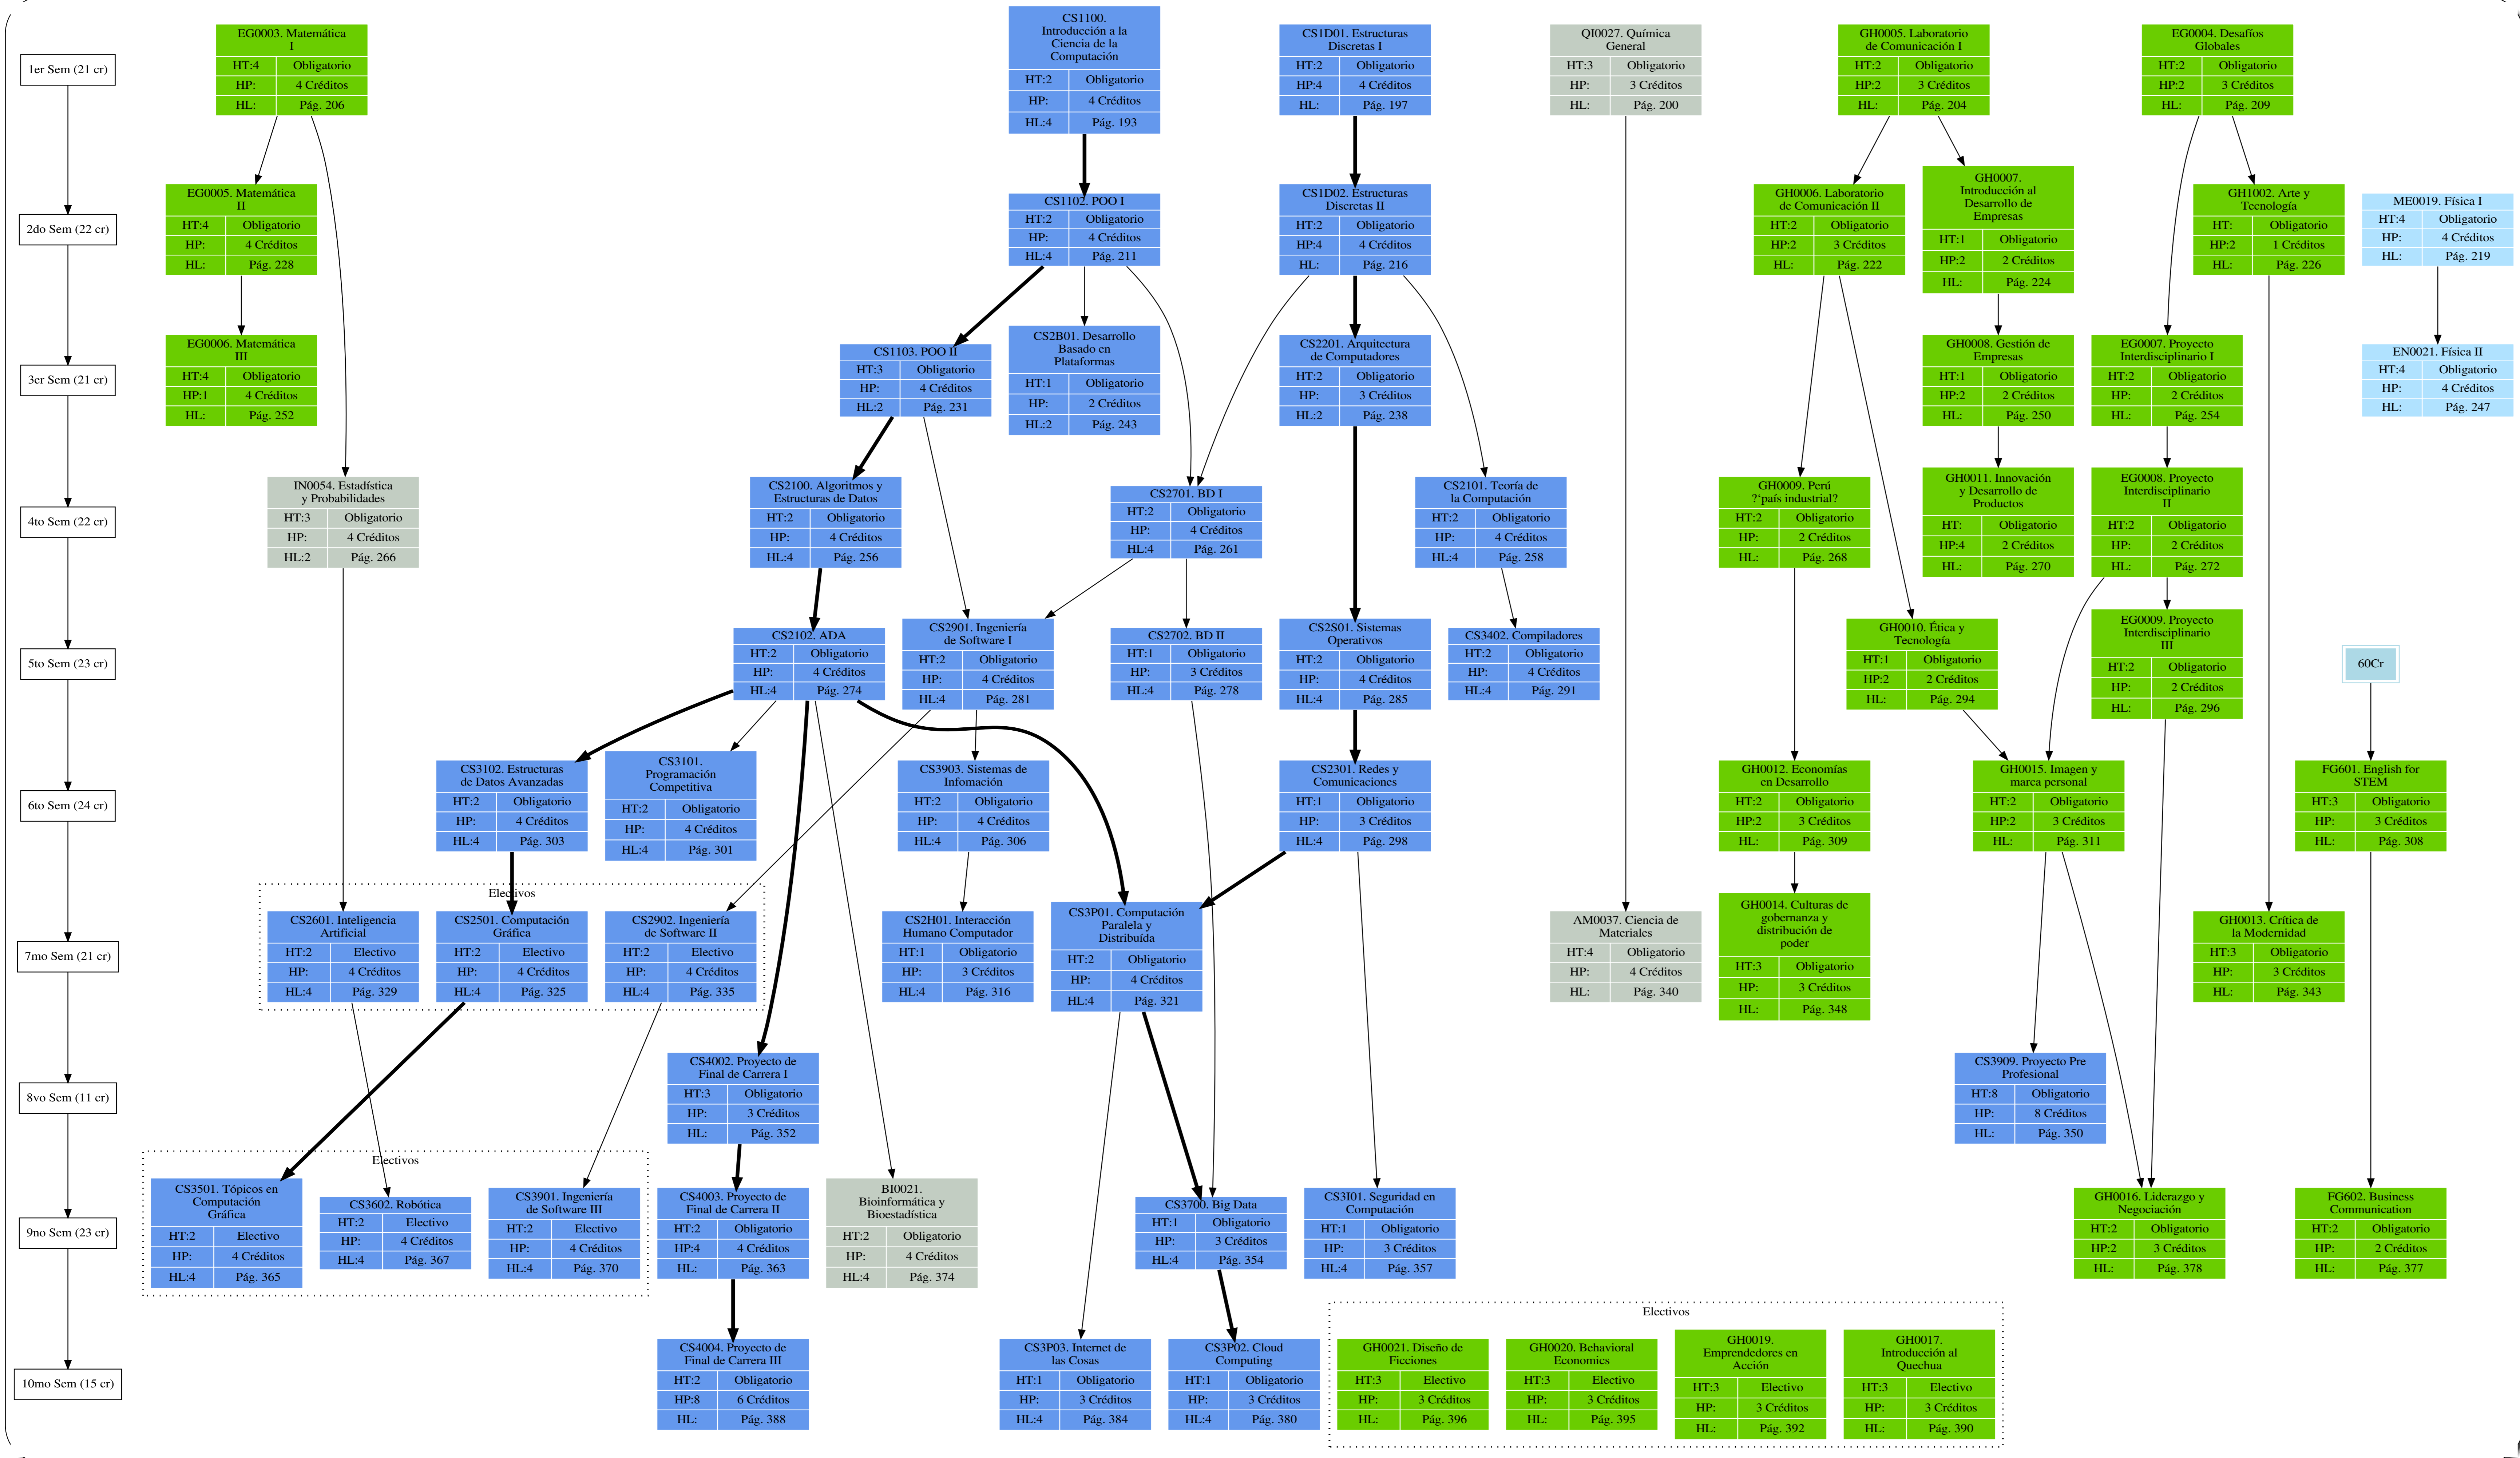 1er Sem (21 cr)
EG0003. Matemática
I
HT:4 Obligatorio
HP: 4 Créditos
HL: Pág. 206
CS1100.
Introducción a la
Ciencia de la
Computación
HT:2 Obligatorio
HP: 4 Créditos
HL:4 Pág. 193
CS1D01. Estructuras
Discretas I
HT:2 Obligatorio
HP:4 4 Créditos
HL: Pág. 197
QI0027. Química
General
HT:3 Obligatorio
HP: 3 Créditos
HL: Pág. 200
GH0005. Laboratorio
de Comunicación I
HT:2 Obligatorio
HP:2 3 Créditos
HL: Pág. 204
EG0004. Desafíos
Globales
HT:2 Obligatorio
HP:2 3 Créditos
HL: Pág. 209
2do Sem (22 cr)
EG0005. Matemática
II
HT:4 Obligatorio
HP: 4 Créditos
HL: Pág. 228
CS1102. POO I
HT:2 Obligatorio
HP: 4 Créditos
HL:4 Pág. 211
CS1D02. Estructuras
Discretas II
HT:2 Obligatorio
HP:4 4 Créditos
HL: Pág. 216
GH0006. Laboratorio
de Comunicación II
HT:2 Obligatorio
HP:2 3 Créditos
HL: Pág. 222
GH0007.
Introducción al
Desarrollo de
Empresas
HT:1 Obligatorio
HP:2 2 Créditos
HL: Pág. 224
GH1002. Arte y
Tecnología
HT: Obligatorio
HP:2 1 Créditos
HL: Pág. 226
ME0019. Física I
HT:4 Obligatorio
HP: 4 Créditos
HL: Pág. 219
3er Sem (21 cr)
EG0006. Matemática
III
HT:4 Obligatorio
HP:1 4 Créditos
HL: Pág. 252
CS1103. POO II
HT:3 Obligatorio
HP: 4 Créditos
HL:2 Pág. 231
CS2B01. Desarrollo
Basado en
Plataformas
HT:1 Obligatorio
HP: 2 Créditos
HL:2 Pág. 243
CS2201. Arquitectura
de Computadores
HT:2 Obligatorio
HP: 3 Créditos
HL:2 Pág. 238
GH0008. Gestión de
Empresas
HT:1 Obligatorio
HP:2 2 Créditos
HL: Pág. 250
EG0007. Proyecto
Interdisciplinario I
HT:2 Obligatorio
HP: 2 Créditos
HL: Pág. 254
EN0021. Física II
HT:4 Obligatorio
HP: 4 Créditos
HL: Pág. 247
4to Sem (22 cr)
IN0054. Estadística
y Probabilidades
HT:3 Obligatorio
HP: 4 Créditos
HL:2 Pág. 266
CS2100. Algoritmos y
Estructuras de Datos
HT:2 Obligatorio
HP: 4 Créditos
HL:4 Pág. 256
CS2701. BD I
HT:2 Obligatorio
HP: 4 Créditos
HL:4 Pág. 261
CS2101. Teoría de
la Computación
HT:2 Obligatorio
HP: 4 Créditos
HL:4 Pág. 258
GH0009. Perú
?‘país industrial?
HT:2 Obligatorio
HP: 2 Créditos
HL: Pág. 268
GH0011. Innovación
y Desarrollo de
Productos
HT: Obligatorio
HP:4 2 Créditos
HL: Pág. 270
EG0008. Proyecto
Interdisciplinario
II
HT:2 Obligatorio
HP: 2 Créditos
HL: Pág. 272
5to Sem (23 cr)
CS2102. ADA
HT:2 Obligatorio
HP: 4 Créditos
HL:4 Pág. 274
CS2901. Ingeniería
de Software I
HT:2 Obligatorio
HP: 4 Créditos
HL:4 Pág. 281
CS2702. BD II
HT:1 Obligatorio
HP: 3 Créditos
HL:4 Pág. 278
CS2S01. Sistemas
Operativos
HT:2 Obligatorio
HP: 4 Créditos
HL:4 Pág. 285
CS3402. Compiladores
HT:2 Obligatorio
HP: 4 Créditos
HL:4 Pág. 291
GH0010. Ética y
Tecnología
HT:1 Obligatorio
HP:2 2 Créditos
HL: Pág. 294
EG0009. Proyecto
Interdisciplinario
III
HT:2 Obligatorio
HP: 2 Créditos
HL: Pág. 296
60Cr
6to Sem (24 cr)
CS3102. Estructuras
de Datos Avanzadas
HT:2 Obligatorio
HP: 4 Créditos
HL:4 Pág. 303
CS3101.
Programación
Competitiva
HT:2 Obligatorio
HP: 4 Créditos
HL:4 Pág. 301
CS3903. Sistemas de
Infomación
HT:2 Obligatorio
HP: 4 Créditos
HL:4 Pág. 306
CS2301. Redes y
Comunicaciones
HT:1 Obligatorio
HP: 3 Créditos
HL:4 Pág. 298
GH0012. Economías
en Desarrollo
HT:2 Obligatorio
HP:2 3 Créditos
HL: Pág. 309
GH0015. Imagen y
marca personal
HT:2 Obligatorio
HP:2 3 Créditos
HL: Pág. 311
FG601. English for
STEM
HT:3 Obligatorio
HP: 3 Créditos
HL: Pág. 308
7mo Sem (21 cr)
Electivos
CS2601. Inteligencia
Artificial
HT:2 Electivo
HP: 4 Créditos
HL:4 Pág. 329
CS2501. Computación
Gráfica
HT:2 Electivo
HP: 4 Créditos
HL:4 Pág. 325
CS2902. Ingeniería
de Software II
HT:2 Electivo
HP: 4 Créditos
HL:4 Pág. 335
CS2H01. Interacción
Humano Computador
HT:1 Obligatorio
HP: 3 Créditos
HL:4 Pág. 316
CS3P01. Computación
Paralela y
Distribuída
HT:2 Obligatorio
HP: 4 Créditos
HL:4 Pág. 321
AM0037. Ciencia de
Materiales
HT:4 Obligatorio
HP: 4 Créditos
HL: Pág. 340
GH0014. Culturas de
gobernanza y
distribución de
poder
HT:3 Obligatorio
HP: 3 Créditos
HL: Pág. 348
GH0013. Crítica de
la Modernidad
HT:3 Obligatorio
HP: 3 Créditos
HL: Pág. 343
8vo Sem (11 cr)
CS4002. Proyecto de
Final de Carrera I
HT:3 Obligatorio
HP: 3 Créditos
HL: Pág. 352
CS3909. Proyecto Pre
Profesional
HT:8 Obligatorio
HP: 8 Créditos
HL: Pág. 350
9no Sem (23 cr)
Electivos
CS3501. Tópicos en
Computación
Gráfica
HT:2 Electivo
HP: 4 Créditos
HL:4 Pág. 365
CS3602. Robótica
HT:2 Electivo
HP: 4 Créditos
HL:4 Pág. 367
CS3901. Ingeniería
de Software III
HT:2 Electivo
HP: 4 Créditos
HL:4 Pág. 370
CS4003. Proyecto de
Final de Carrera II
HT:2 Obligatorio
HP:4 4 Créditos
HL: Pág. 363
BI0021.
Bioinformática y
Bioestadística
HT:2 Obligatorio
HP: 4 Créditos
HL:4 Pág. 374
CS3700. Big Data
HT:1 Obligatorio
HP: 3 Créditos
HL:4 Pág. 354
CS3I01. Seguridad en
Computación
HT:1 Obligatorio
HP: 3 Créditos
HL:4 Pág. 357
GH0016. Liderazgo y
Negociación
HT:2 Obligatorio
HP:2 3 Créditos
HL: Pág. 378
FG602. Business
Communication
HT:2 Obligatorio
HP: 2 Créditos
HL: Pág. 377
10mo Sem (15 cr)
CS4004. Proyecto de
Final de Carrera III
HT:2 Obligatorio
HP:8 6 Créditos
HL: Pág. 388
CS3P03. Internet de
las Cosas
HT:1 Obligatorio
HP: 3 Créditos
HL:4 Pág. 384
CS3P02. Cloud
Computing
HT:1 Obligatorio
HP: 3 Créditos
HL:4 Pág. 380
Electivos
GH0021. Diseño de
Ficciones
HT:3 Electivo
HP: 3 Créditos
HL: Pág. 396
GH0020. Behavioral
Economics
HT:3 Electivo
HP: 3 Créditos
HL: Pág. 395
GH0019.
Emprendedores en
Acción
HT:3 Electivo
HP: 3 Créditos
HL: Pág. 392
GH0017.
Introducción al
Quechua
HT:3 Electivo
HP: 3 Créditos
HL: Pág. 390